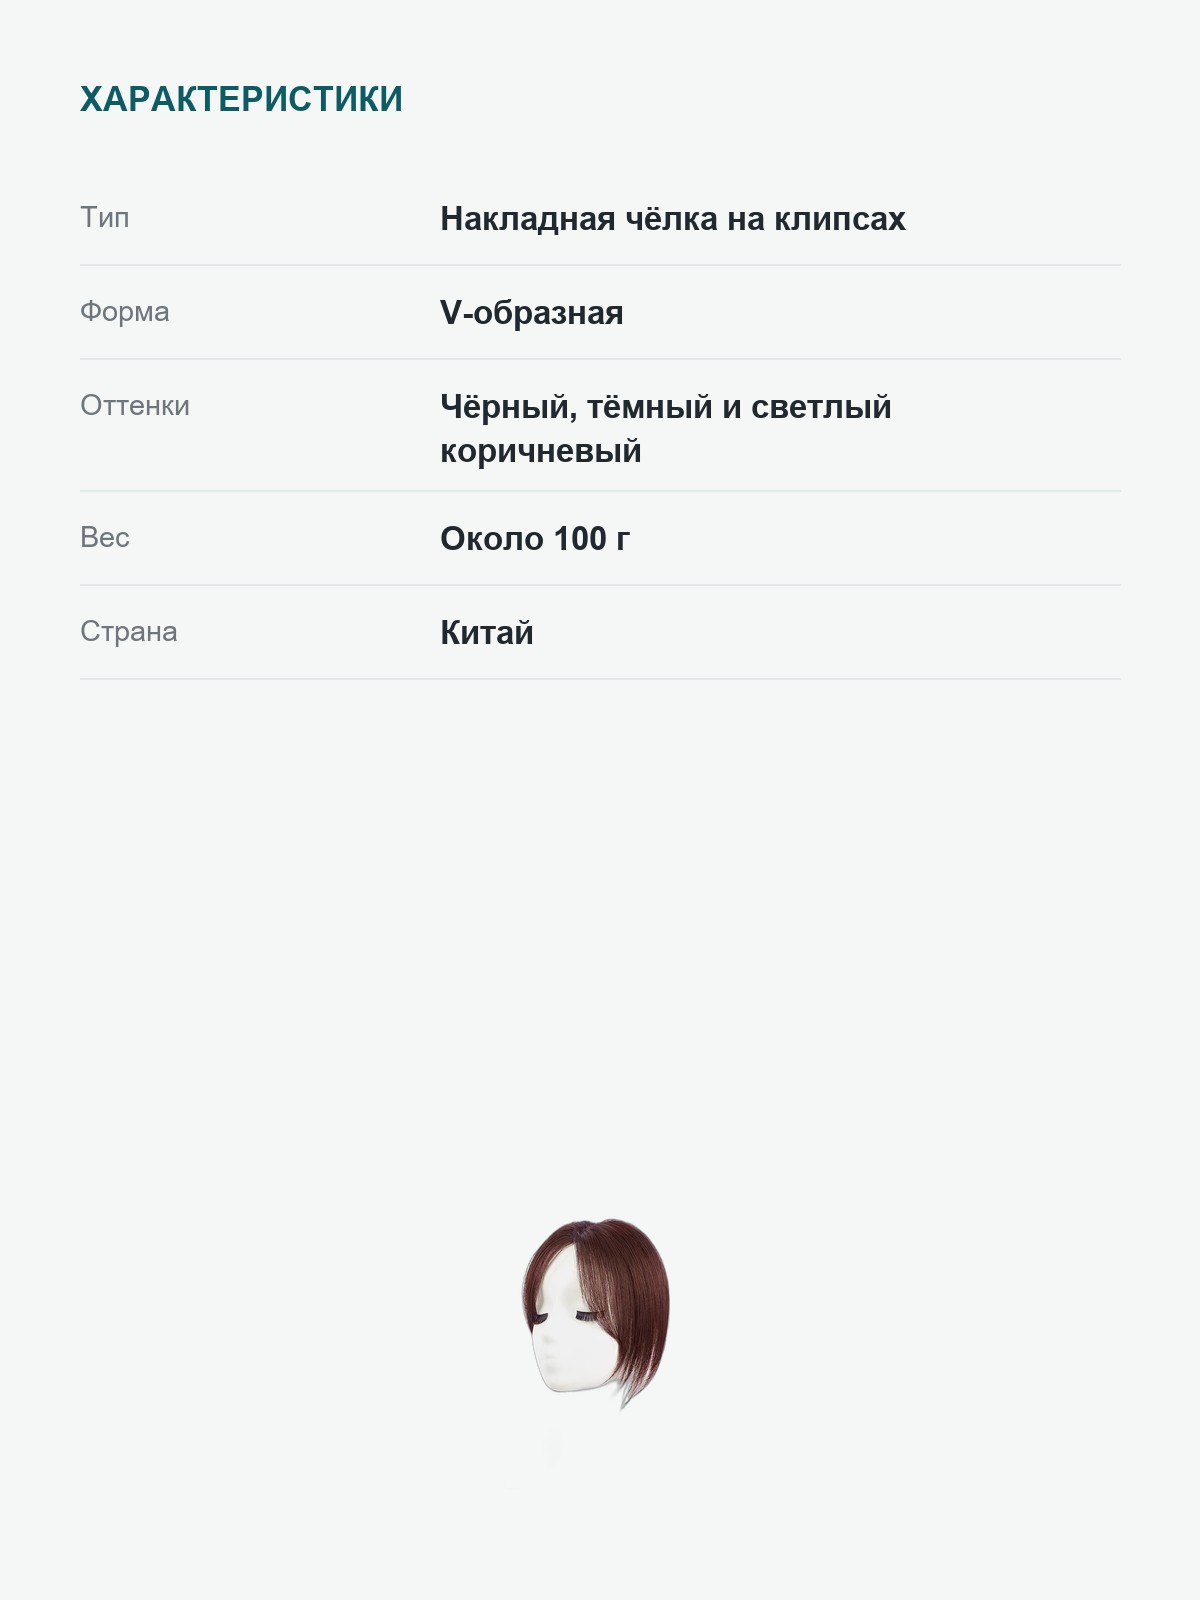 ХАРАКТЕРИСТИКИ
Тип Накладная чёлка на клипсах
Форма V-образная
Оттенки Чёрный, тёмный и светлый
коричневый
Вес Около 100 г
Страна Китай